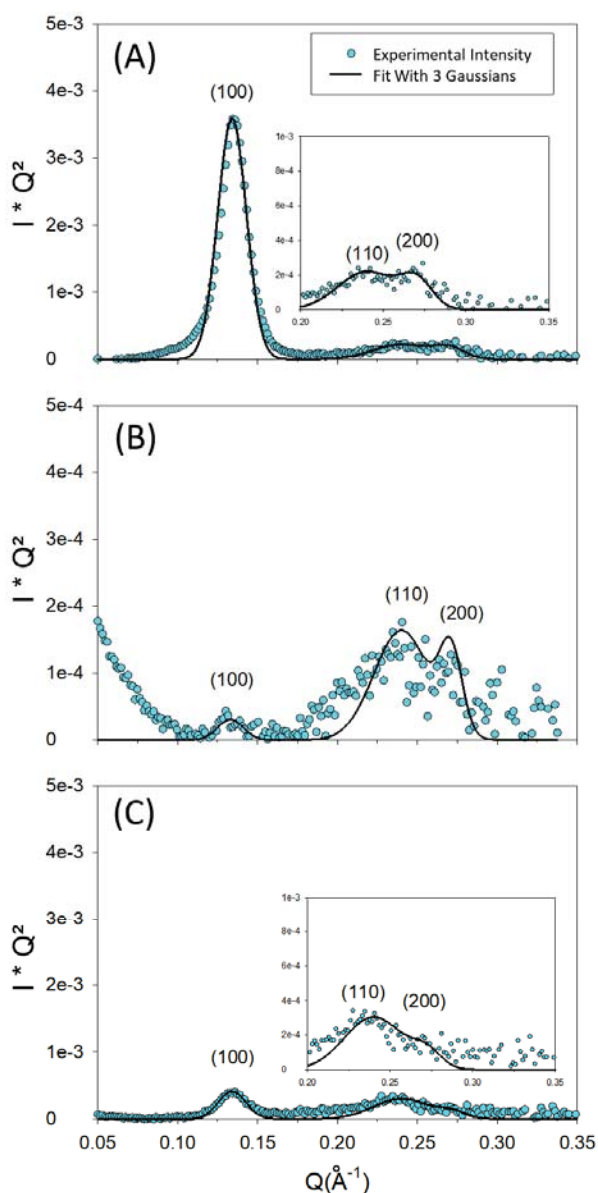 (A)
Experimental Intensity
Fit With 3 Gaussians
(100)
5e-3
4e-3
3e-3
2e-3
1e-3
0
I * Q²
1e-3
8e-4
6e-4
4e-4
2e-4
0
(110)
(200)
0.20
0.25
0.30
0.35
(B)
5e-4
4e-4
3e-4
2e-4
1e-4
0
I * Q²
(100)
(110)
(200)
(C)
5e-3
4e-3
3e-3
2e-3
1e-3
0
I * Q²
(100)
1e-3
8e-4
6e-4
4e-4
2e-4
0
(110)
(200)
0.20
0.25
0.30
0.35
0.05
0.10
0.15
0.20
0.25
0.30
0.35
Q(Å⁻¹)